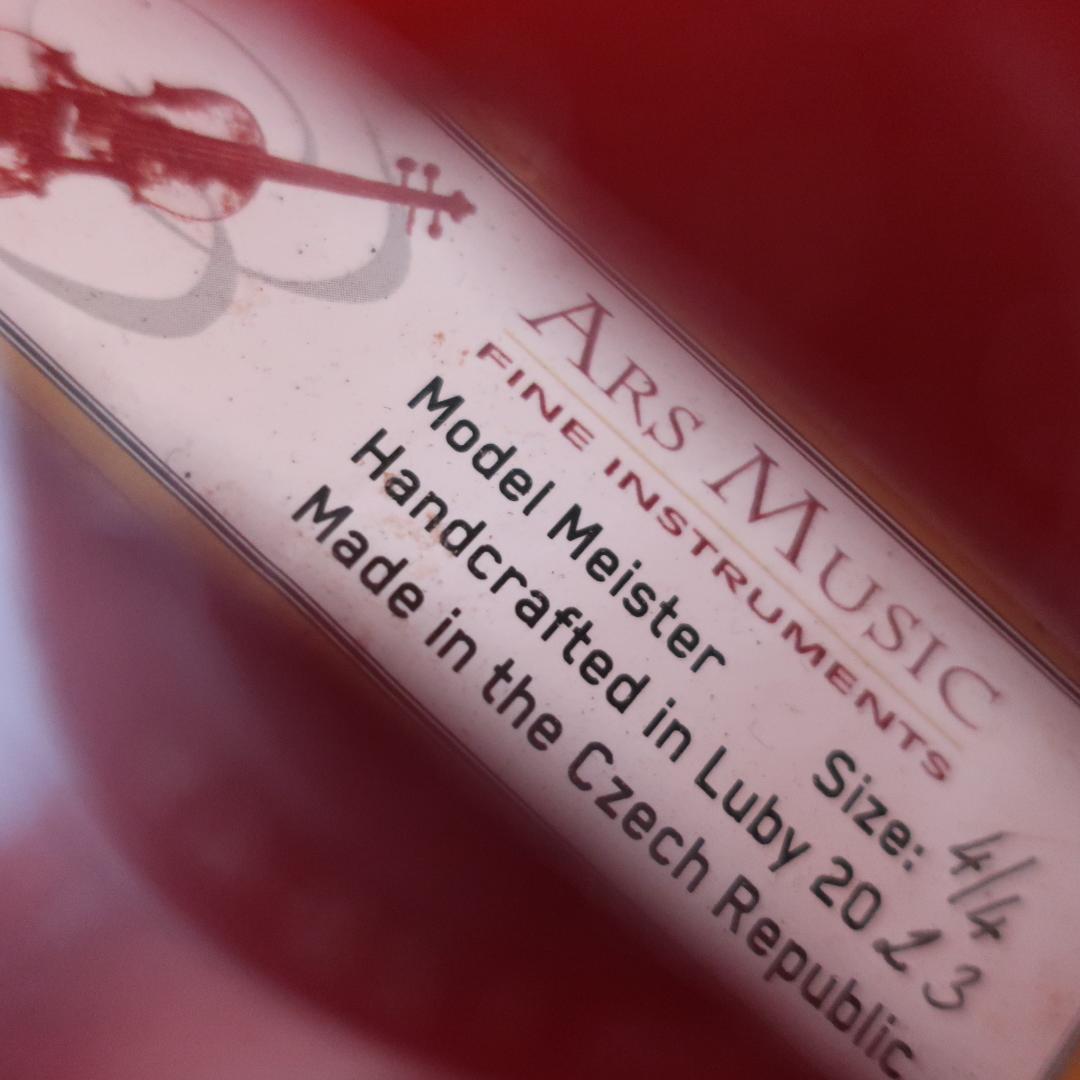 ARS MUSIC
FINE INSTRUMENTS
Model Meister Size: 4/4
Handcrafted in Luby 2023
Made in the Czech Republic